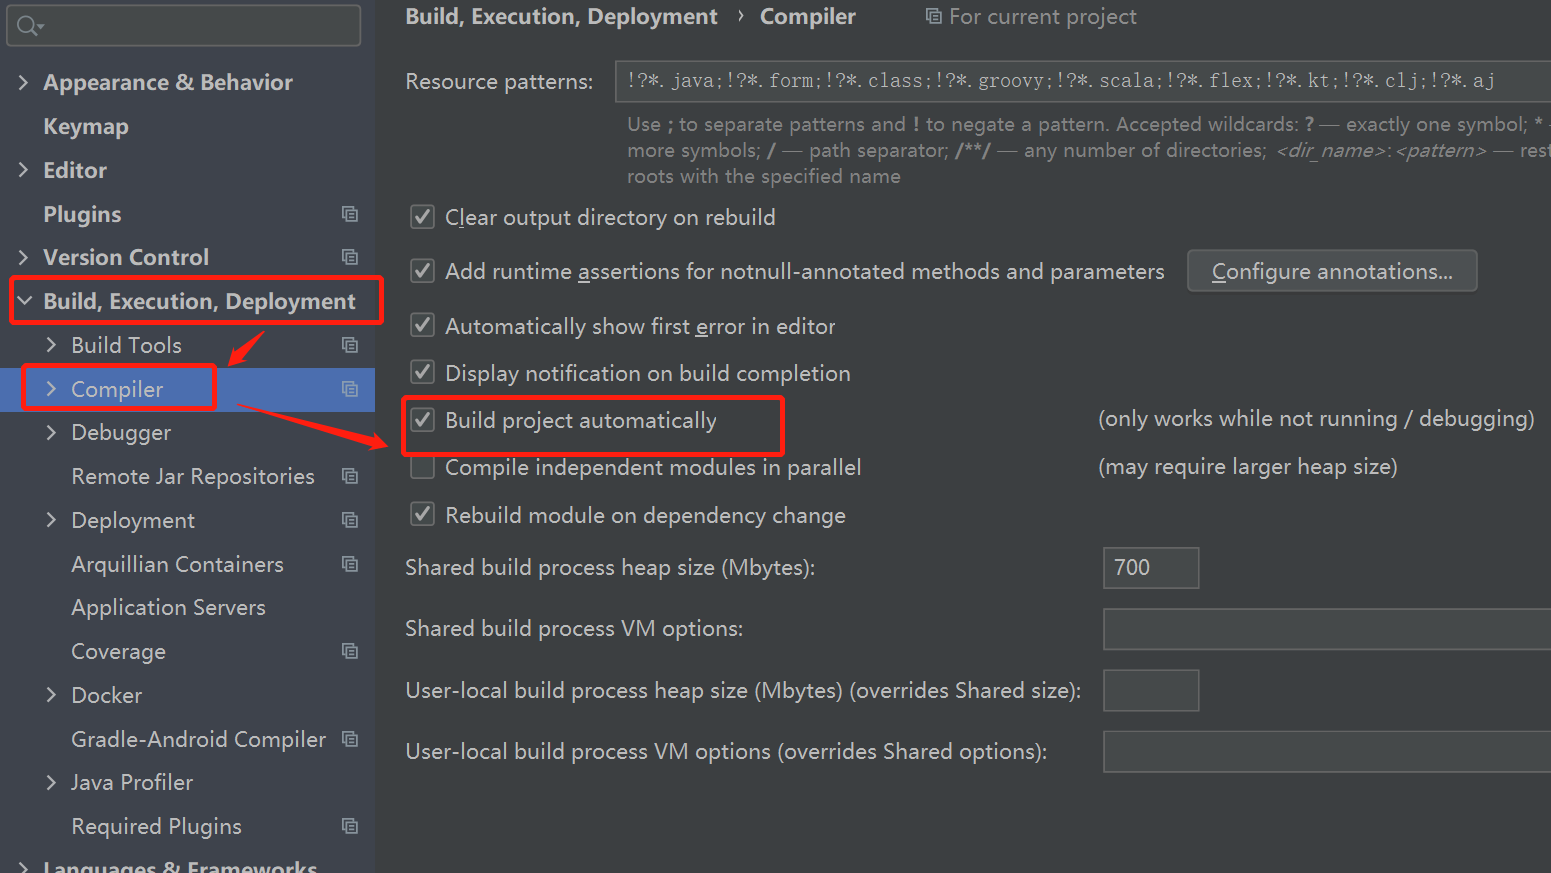 Build, Execution, Deployment › Compiler For current project
Appearance & Behavior
Keymap
Editor
Plugins
Version Control
Build, Execution, Deployment
Build Tools
Compiler
Debugger
Remote Jar Repositories
Deployment
Arquillian Containers
Application Servers
Coverage
Docker
Gradle-Android Compiler
Java Profiler
Required Plugins
Languages & Frameworks
Resource patterns: !?*.java;!?*.form;!?*.class;!?*.groovy;!?*.scala;!?*.flex;!?*.kt;!?*.clj;!?*.aj
Use ; to separate patterns and ! to negate a pattern. Accepted wildcards: ? — exactly one symbol; *
more symbols; / — path separator; /**/ — any number of directories; <dir_name>:<pattern> — rest
roots with the specified name
Clear output directory on rebuild
Add runtime assertions for notnull-annotated methods and parameters Configure annotations...
Automatically show first error in editor
Display notification on build completion
Build project automatically (only works while not running / debugging)
Compile independent modules in parallel (may require larger heap size)
Rebuild module on dependency change
Shared build process heap size (Mbytes): 700
Shared build process VM options:
User-local build process heap size (Mbytes) (overrides Shared size):
User-local build process VM options (overrides Shared options):